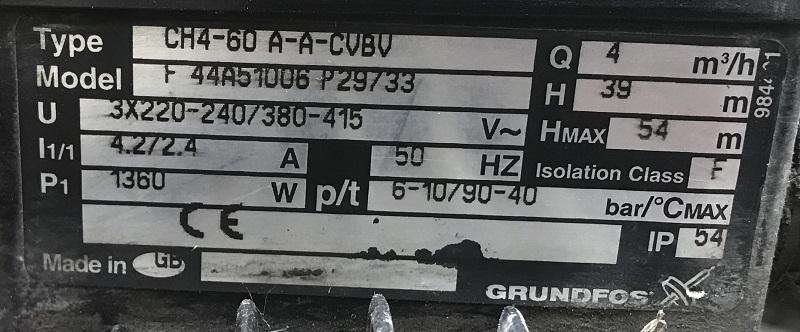 Type CH4-60 A-A-CVBV Q 4 m³/h
Model F 44A51006 P29/33 H 39 m
U 3X220-240/380-415 V~ HMAX 54 m
I1/1 4.2/2.4 A 50 HZ Isolation Class F
P1 1360 W p/t 6-10/90-40 bar/°CMAX
CE IP 54
Made in GB
GRUNDFOS